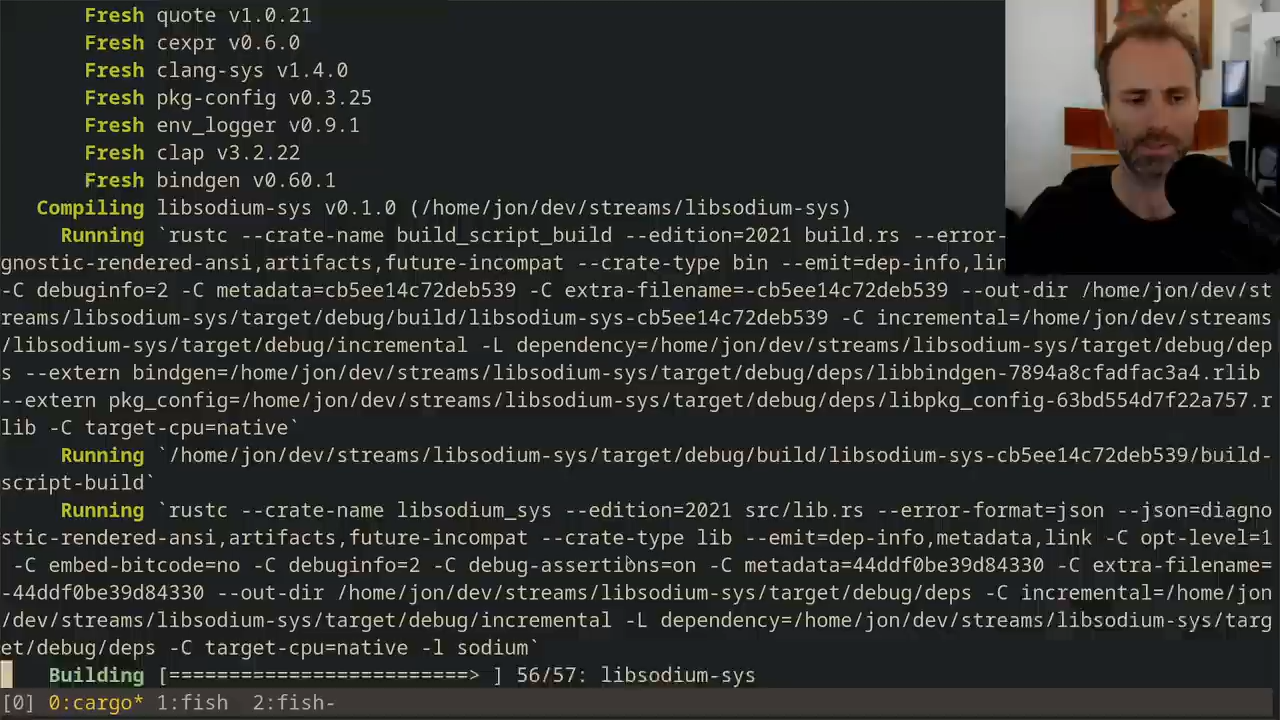 Fresh quote v1.0.21
Fresh cexpr v0.6.0
Fresh clang-sys v1.4.0
Fresh pkg-config v0.3.25
Fresh env_logger v0.9.1
Fresh clap v3.2.22
Fresh bindgen v0.60.1
Compiling libsodium-sys v0.1.0 (/home/jon/dev/streams/libsodium-sys)
Running `rustc --crate-name build_script_build --edition=2021 build.rs --error-
gnostic-rendered-ansi,artifacts,future-incompat --crate-type bin --emit=dep-info,lin
-C debuginfo=2 -C metadata=cb5ee14c72deb539 -C extra-filename=-cb5ee14c72deb539 --out-dir /home/jon/dev/st
reams/libsodium-sys/target/debug/build/libsodium-sys-cb5ee14c72deb539 -C incremental=/home/jon/dev/streams
/libsodium-sys/target/debug/incremental -L dependency=/home/jon/dev/streams/libsodium-sys/target/debug/dep
s --extern bindgen=/home/jon/dev/streams/libsodium-sys/target/debug/deps/libbindgen-7894a8cfadfac3a4.rlib
--extern pkg_config=/home/jon/dev/streams/libsodium-sys/target/debug/deps/libpkg_config-63bd554d7f22a757.r
lib -C target-cpu=native`
Running `/home/jon/dev/streams/libsodium-sys/target/debug/build/libsodium-sys-cb5ee14c72deb539/build-
script-build`
Running `rustc --crate-name libsodium_sys --edition=2021 src/lib.rs --error-format=json --json=diagno
stic-rendered-ansi,artifacts,future-incompat --crate-type lib --emit=dep-info,metadata,link -C opt-level=1
-C embed-bitcode=no -C debuginfo=2 -C debug-assertions=on -C metadata=44ddf0be39d84330 -C extra-filename=
-44ddf0be39d84330 --out-dir /home/jon/dev/streams/libsodium-sys/target/debug/deps -C incremental=/home/jon
/dev/streams/libsodium-sys/target/debug/incremental -L dependency=/home/jon/dev/streams/libsodium-sys/targ
et/debug/deps -C target-cpu=native -l sodium`
Building [=========================> ] 56/57: libsodium-sys
[0] 0:cargo* 1:fish 2:fish-